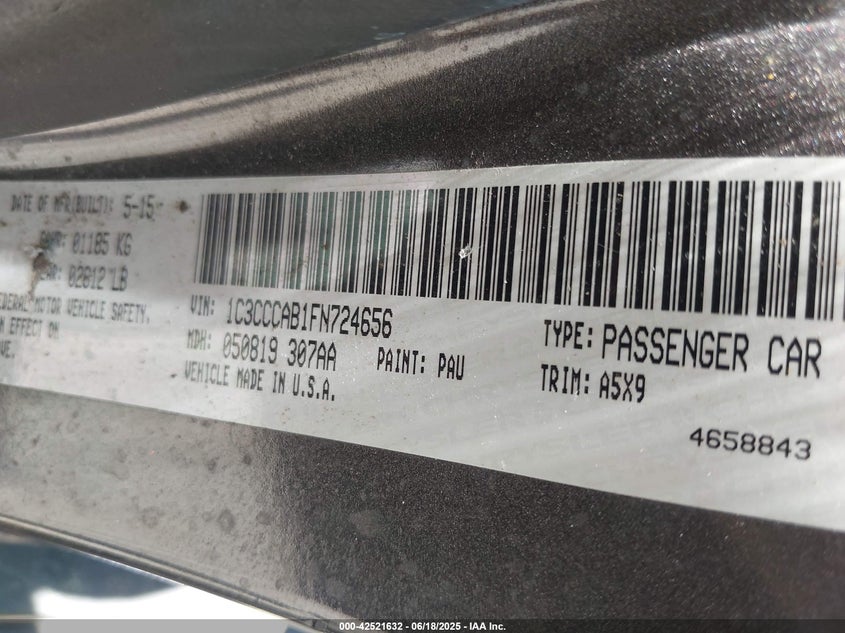 DATE OF MFR(BUILT): 5-15
01185 KG
02612 LB
FEDERAL MOTOR VEHICLE SAFETY.
EFFECT ON
VIN: 1C3CCCAB1FN724656
MDH: 050819 307AA PAINT: PAU
VEHICLE MADE IN U.S.A.
TYPE: PASSENGER CAR
TRIM: A5X9
4658843
000-42521632 - 06/18/2025 - IAA Inc.